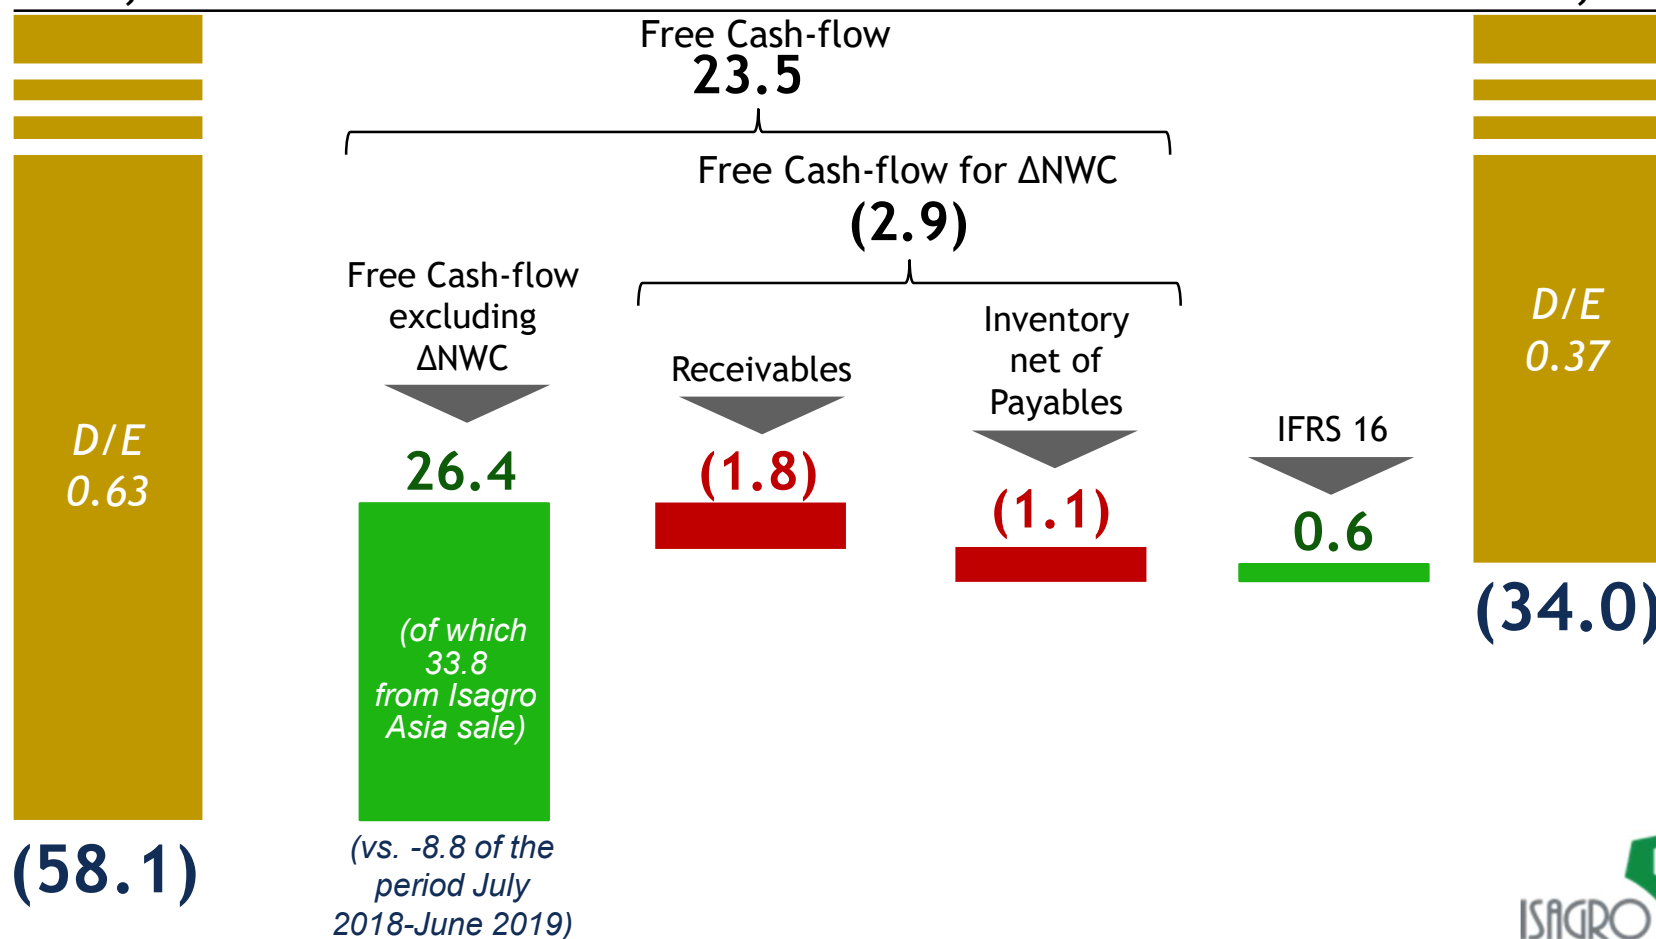 Free Cash-flow
23.5
Free Cash-flow for ΔNWC
(2.9)
Free Cash-flow
excluding
ΔNWC
26.4
(of which
33.8
from Isagro
Asia sale)
(vs. -8.8 of the
period July
2018-June 2019)
Receivables
(1.8)
Inventory
net of
Payables
(1.1)
IFRS 16
0.6
D/E
0.63
(58.1)
D/E
0.37
(34.0)
ISAGRO